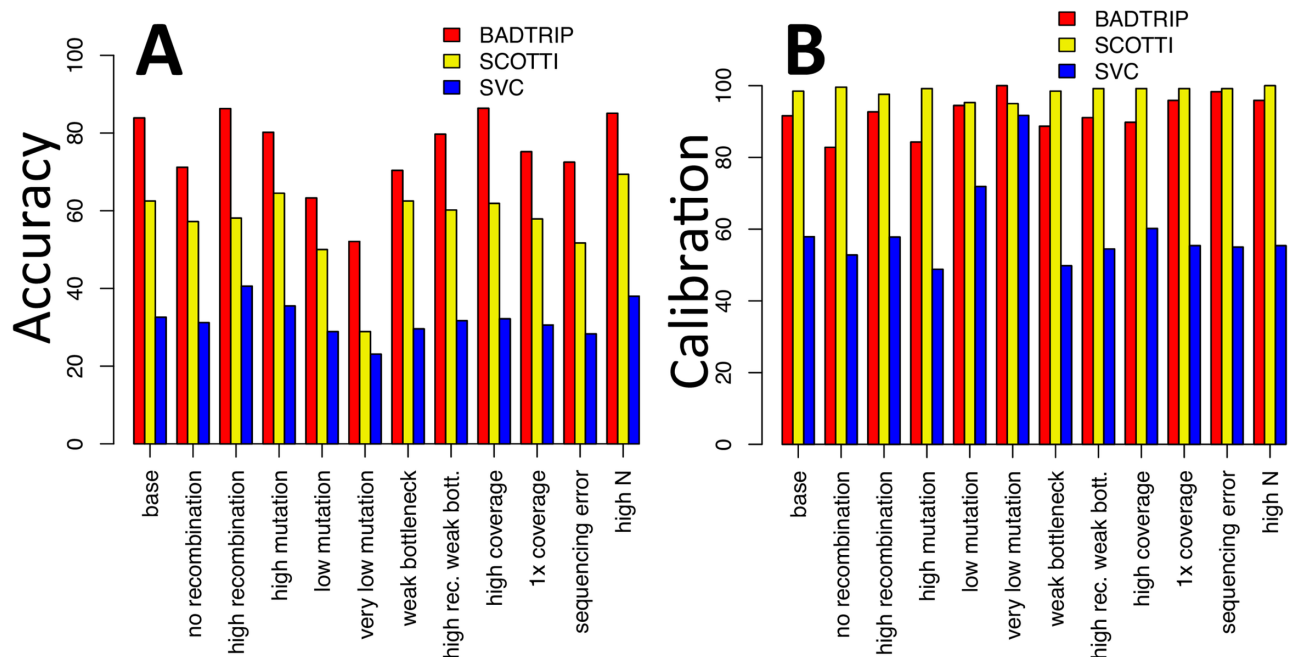 A
BADTRIP
SCOTTI
SVC
Accuracy
100
80
60
40
20
0
base
no recombination
high recombination
high mutation
low mutation
very low mutation
weak bottleneck
high rec. weak bott.
high coverage
1x coverage
sequencing error
high N
B
BADTRIP
SCOTTI
SVC
Calibration
100
80
60
40
20
0
base
no recombination
high recombination
high mutation
low mutation
very low mutation
weak bottleneck
high rec. weak bott.
high coverage
1x coverage
sequencing error
high N